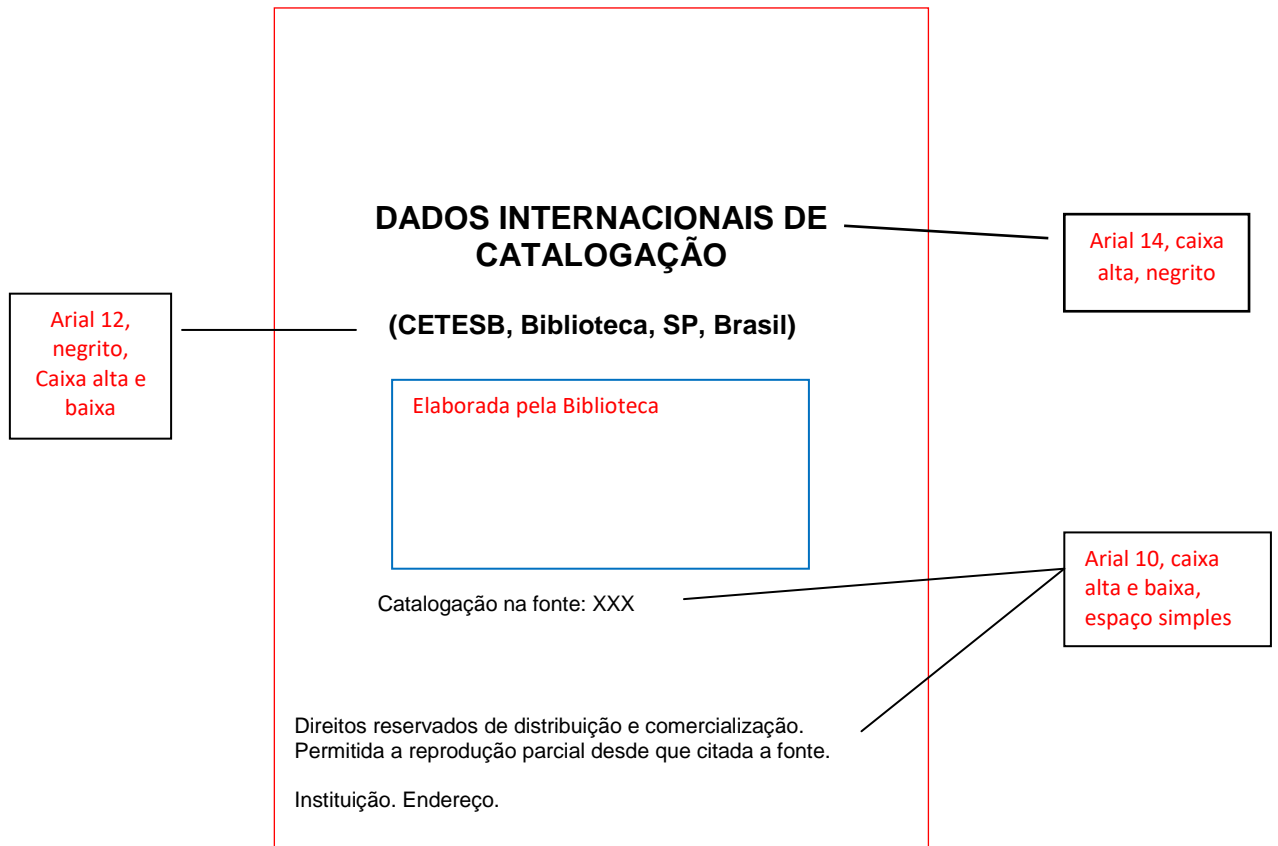 DADOS INTERNACIONAIS DE
CATALOGAÇÃO
Arial 14, caixa
alta, negrito
Arial 12,
negrito,
Caixa alta e
baixa
(CETESB, Biblioteca, SP, Brasil)
Elaborada pela Biblioteca
Arial 10, caixa
alta e baixa,
espaço simples
Catalogação na fonte: XXX
Direitos reservados de distribuição e comercialização.
Permitida a reprodução parcial desde que citada a fonte.
Instituição. Endereço.